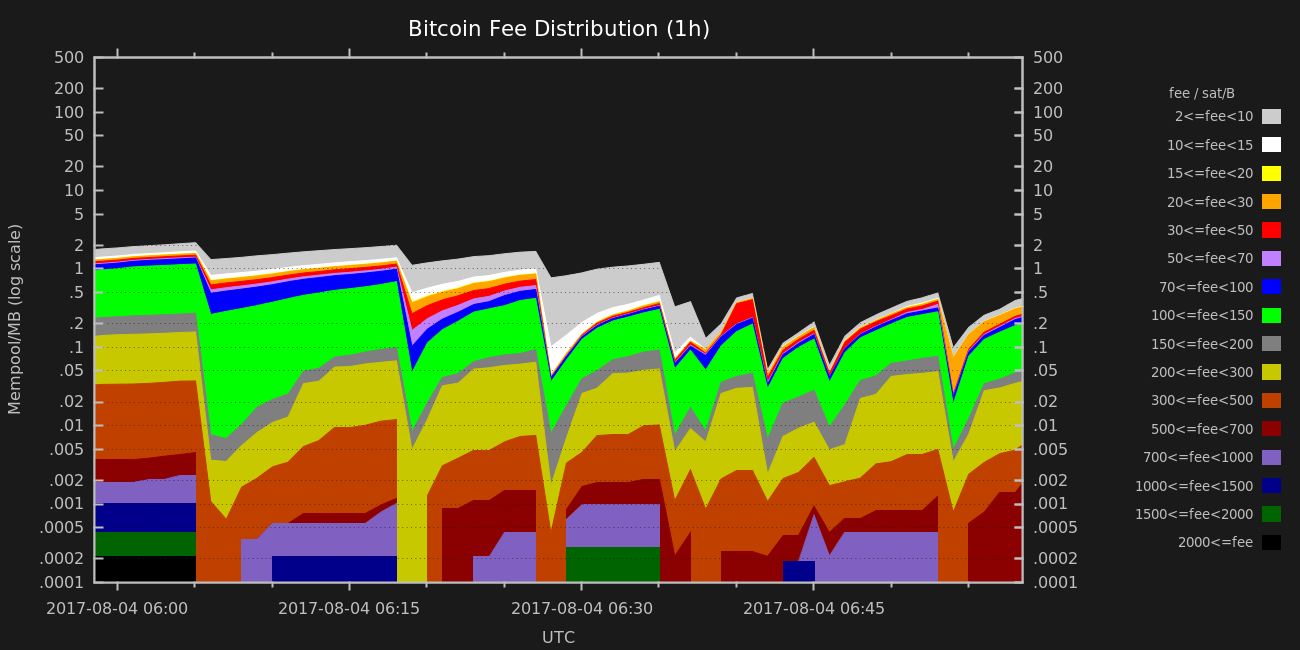 Bitcoin Fee Distribution (1h)
500
200
100
50
20
10
5
2
1
.5
.2
.1
.05
.02
.01
.005
.002
.001
.0005
.0002
.0001
Mempool/MB (log scale)
500
200
100
50
20
10
5
2
1
.5
.2
.1
.05
.02
.01
.005
.002
.001
.0005
.0002
.0001
2017-08-04 06:00
2017-08-04 06:15
2017-08-04 06:30
2017-08-04 06:45
UTC
fee / sat/B
2<=fee<10
10<=fee<15
15<=fee<20
20<=fee<30
30<=fee<50
50<=fee<70
70<=fee<100
100<=fee<150
150<=fee<200
200<=fee<300
300<=fee<500
500<=fee<700
700<=fee<1000
1000<=fee<1500
1500<=fee<2000
2000<=fee